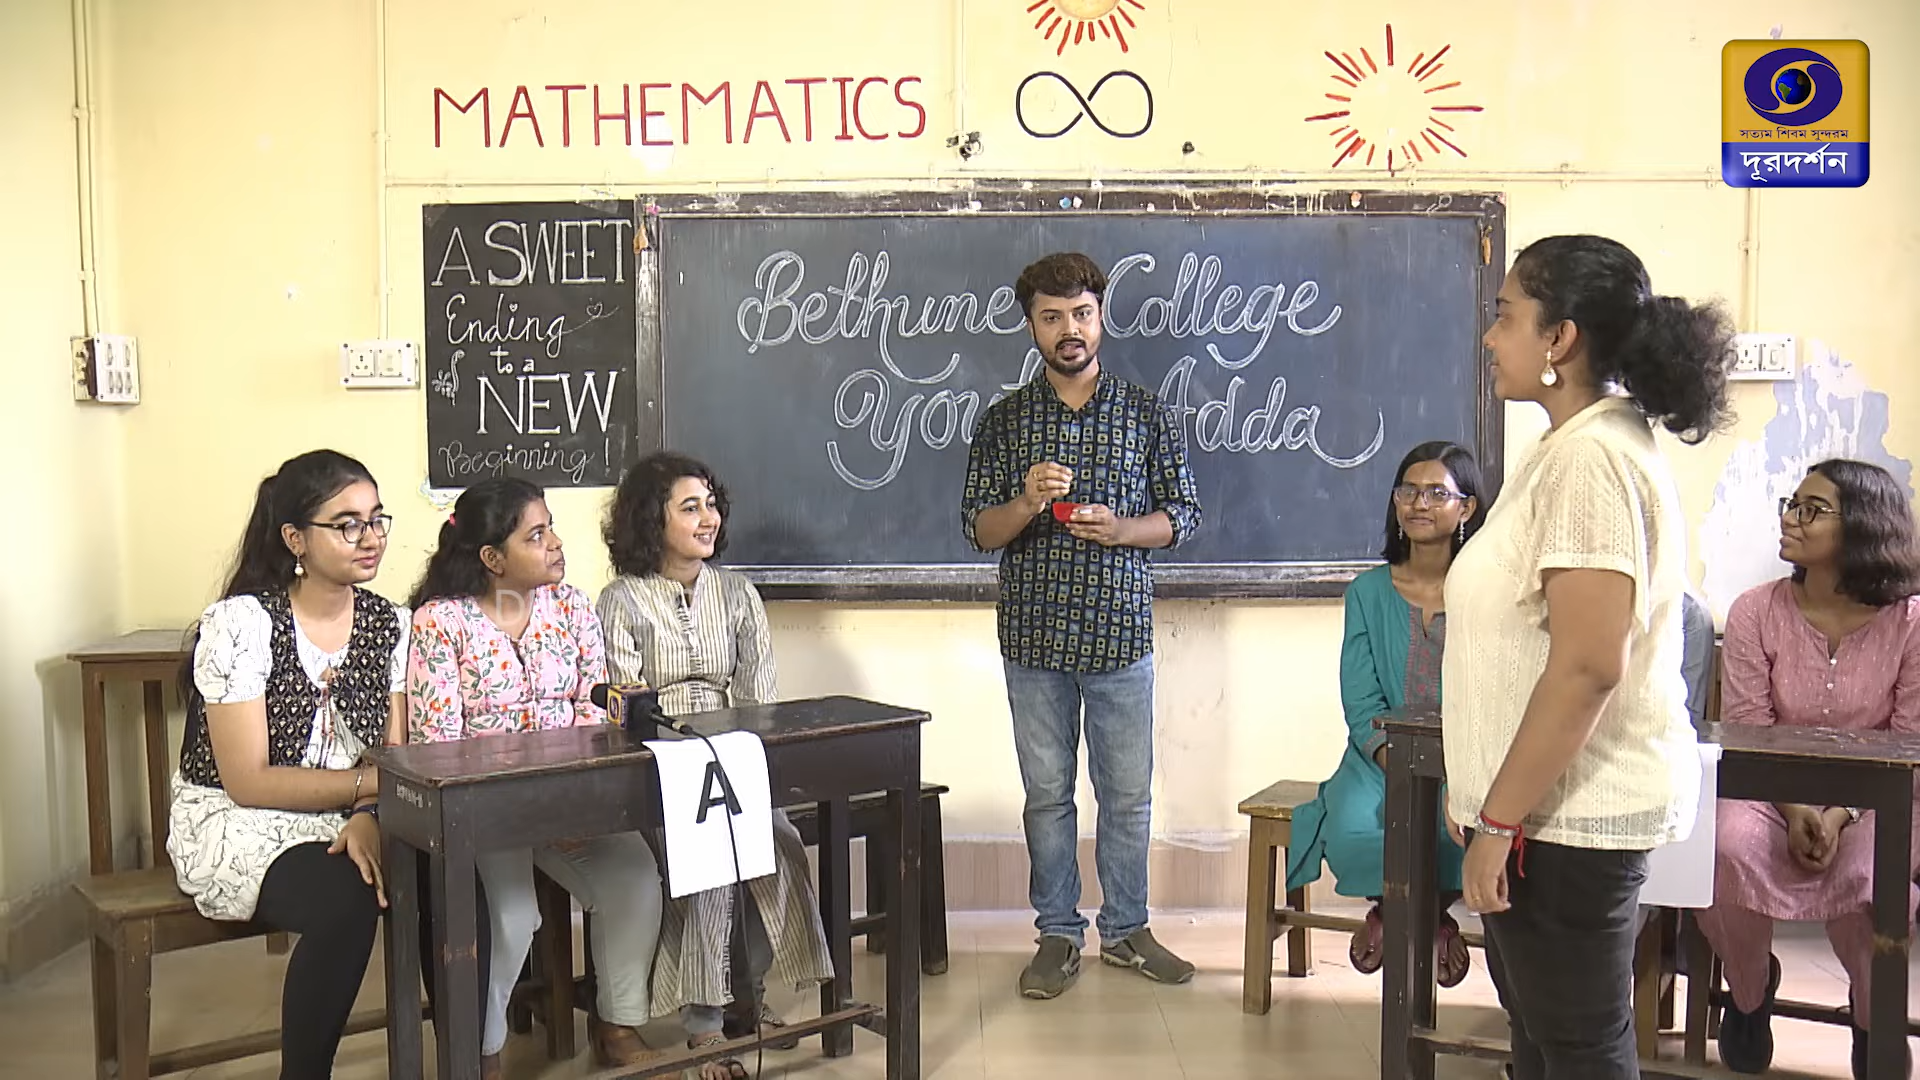 MATHEMATICS
সত্যম শিবম সুন্দরম
দূরদর্শন
A SWEET
Ending
to a
NEW
Beginning!
Bethune College
Adda
A